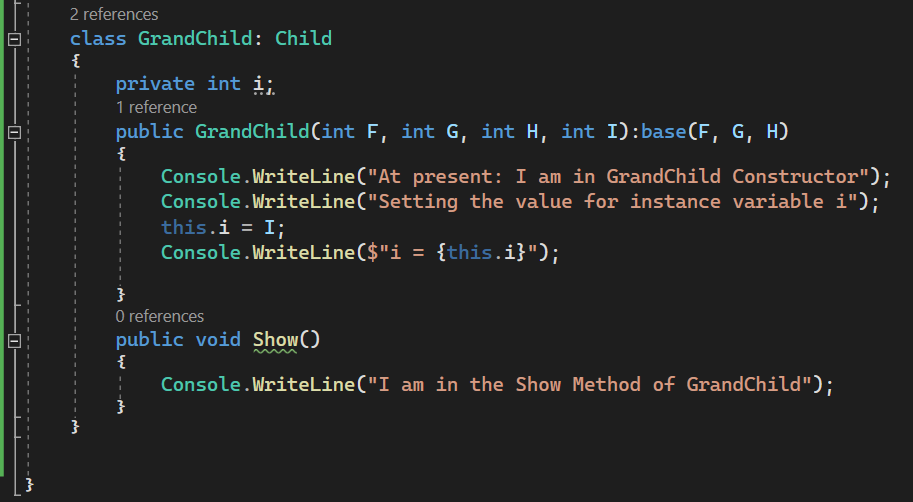 2 references
class GrandChild: Child
{
private int i;
1 reference
public GrandChild(int F, int G, int H, int I):base(F, G, H)
{
Console.WriteLine("At present: I am in GrandChild Constructor");
Console.WriteLine("Setting the value for instance variable i");
this.i = I;
Console.WriteLine($"i = {this.i}");
}
0 references
public void Show()
{
Console.WriteLine("I am in the Show Method of GrandChild");
}
}
}